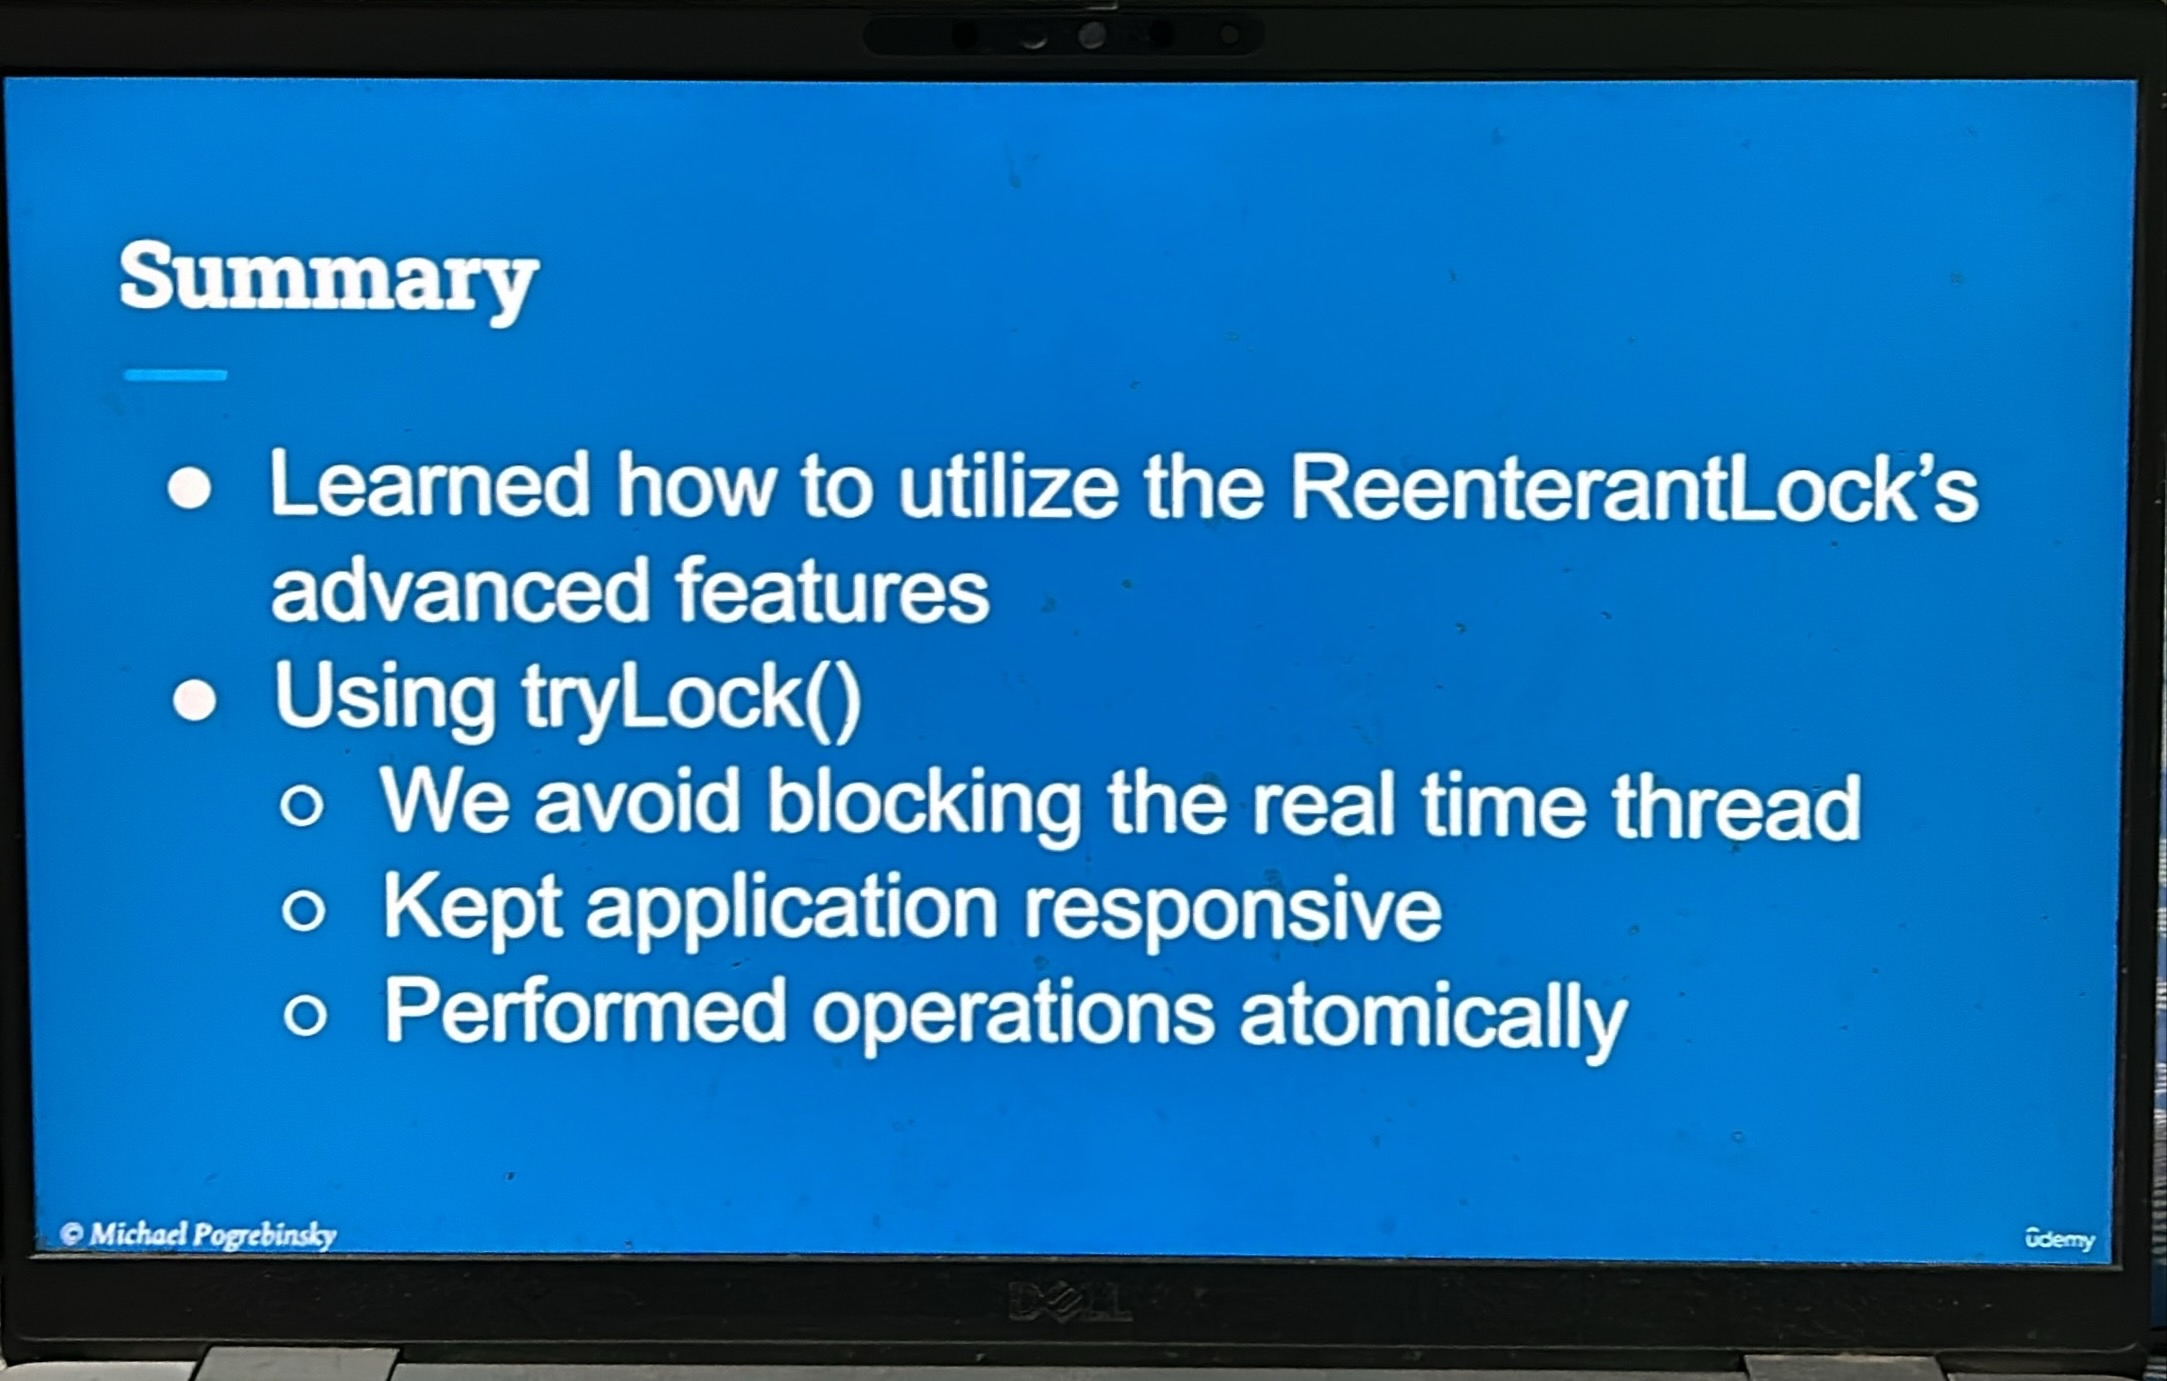 Summary
● Learned how to utilize the ReenterantLock’s
advanced features
● Using tryLock()
○ We avoid blocking the real time thread
○ Kept application responsive
○ Performed operations atomically
© Michael Pogrebinsky
ûdemy
DELL